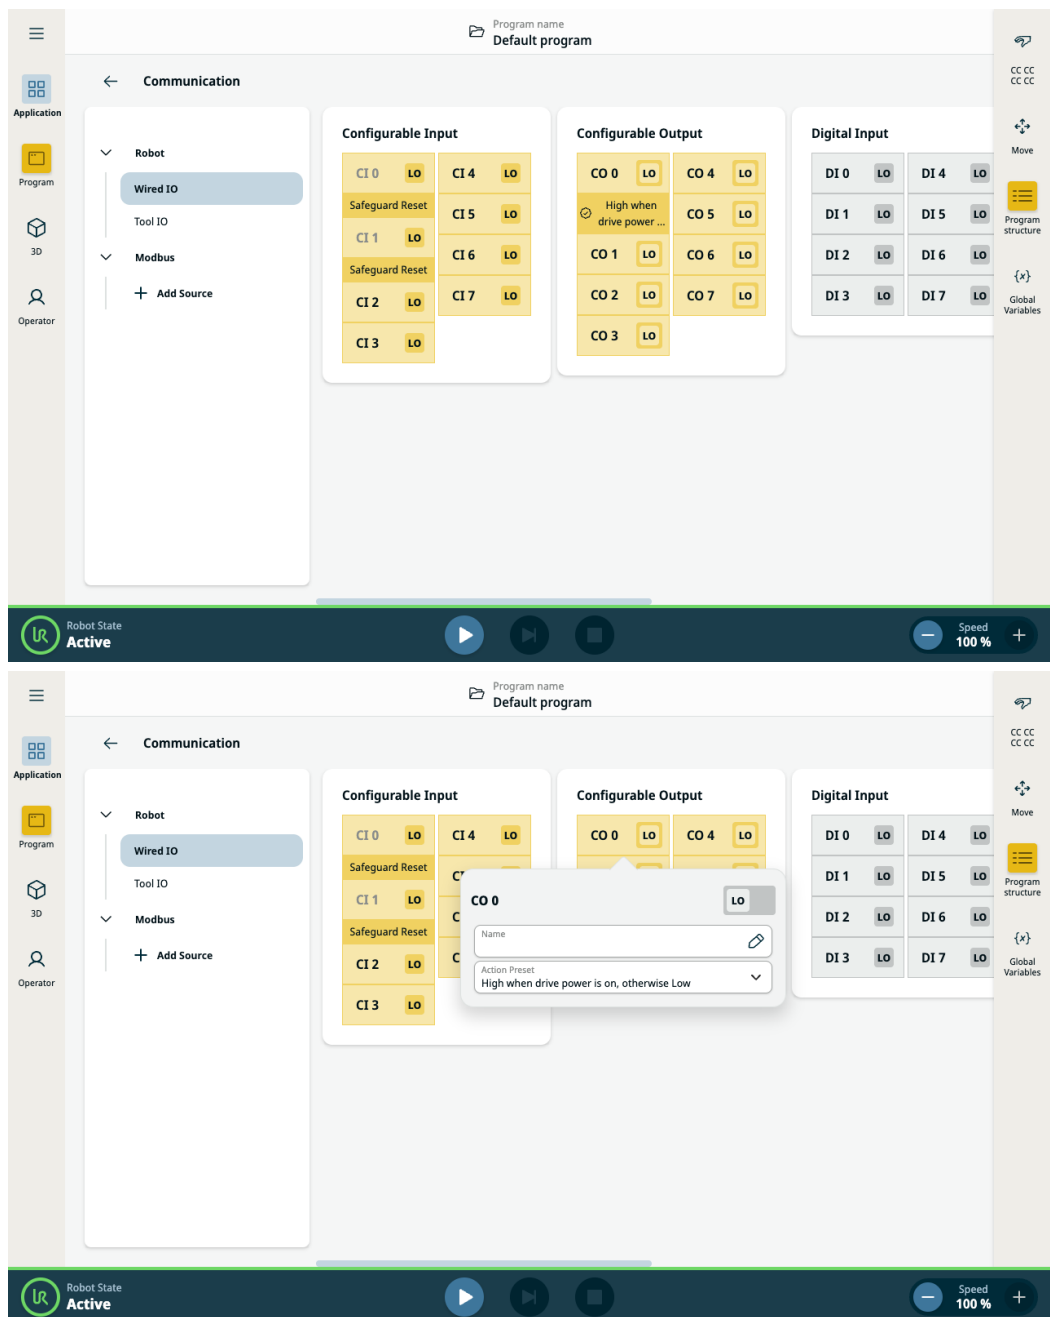 Program name
Default program
Communication
Application
Program
3D
Operator
Robot
Wired IO
Tool IO
Modbus
Add Source
Configurable Input
CI 0 LO
Safeguard Reset
CI 1 LO
Safeguard Reset
CI 2 LO
CI 3 LO
CI 4 LO
CI 5 LO
CI 6 LO
CI 7 LO
Configurable Output
CO 0 LO
High when
drive power ...
CO 1 LO
CO 2 LO
CO 3 LO
CO 4 LO
CO 5 LO
CO 6 LO
CO 7 LO
Digital Input
DI 0 LO
DI 1 LO
DI 2 LO
DI 3 LO
DI 4 LO
DI 5 LO
DI 6 LO
DI 7 LO
CC CC
CC CC
Move
Program
structure
{x}
Global
Variables
Robot State
Active
Speed
100 %
Program name
Default program
Communication
Application
Program
3D
Operator
Robot
Wired IO
Tool IO
Modbus
Add Source
Configurable Input
CI 0 LO
Safeguard Reset
CI 1 LO
Safeguard Reset
CI 2 LO
CI 3 LO
CI 4 LO
Configurable Output
CO 0 LO
CO 4 LO
CO 0
LO
Name
Action Preset
High when drive power is on, otherwise Low
Digital Input
DI 0 LO
DI 1 LO
DI 2 LO
DI 3 LO
DI 4 LO
DI 5 LO
DI 6 LO
DI 7 LO
CC CC
CC CC
Move
Program
structure
{x}
Global
Variables
Robot State
Active
Speed
100 %